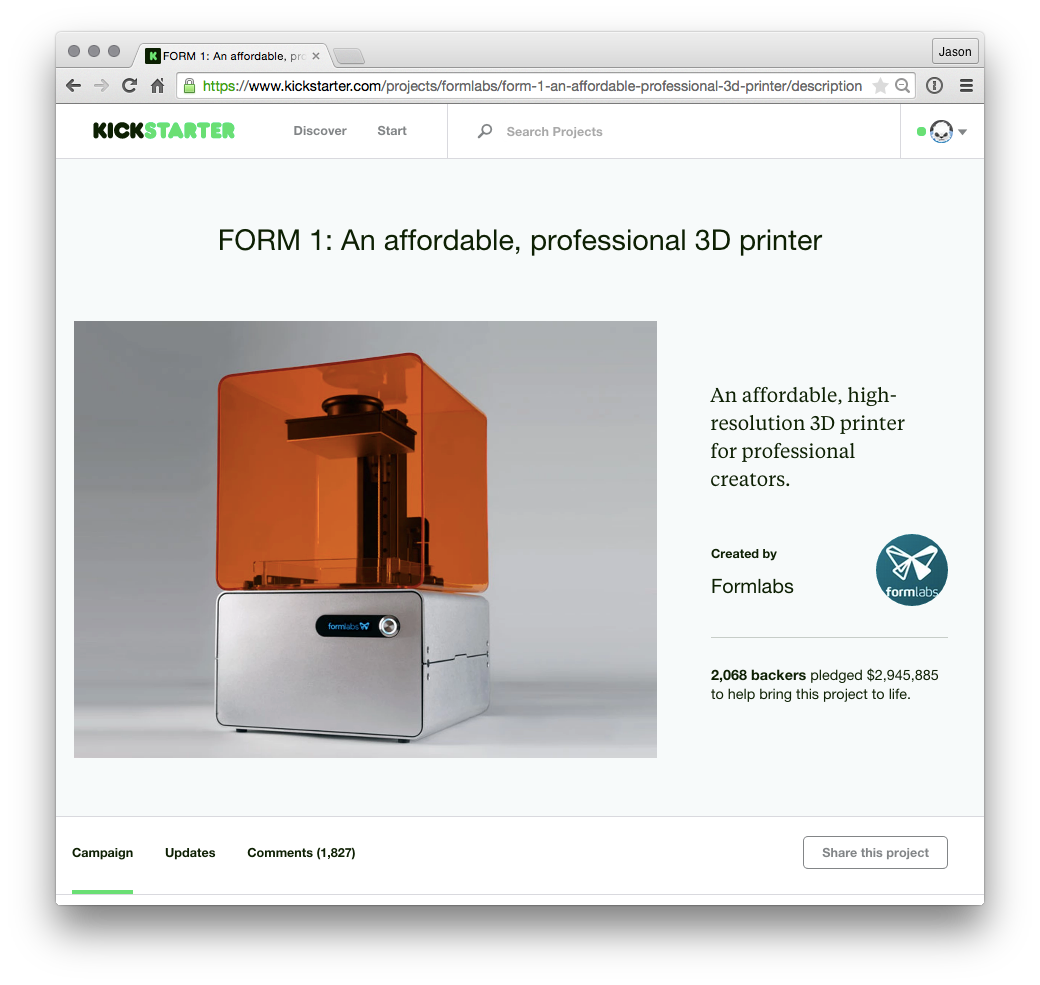 FORM 1: An affordable, pro
Jason
https://www.kickstarter.com/projects/formlabs/form-1-an-affordable-professional-3d-printer/description
KICKSTARTER
Discover
Start
Search Projects
FORM 1: An affordable, professional 3D printer
formlabs
An affordable, high-
resolution 3D printer
for professional
creators.
Created by
Formlabs
formlabs
2,068 backers pledged $2,945,885
to help bring this project to life.
Campaign
Updates
Comments (1,827)
Share this project